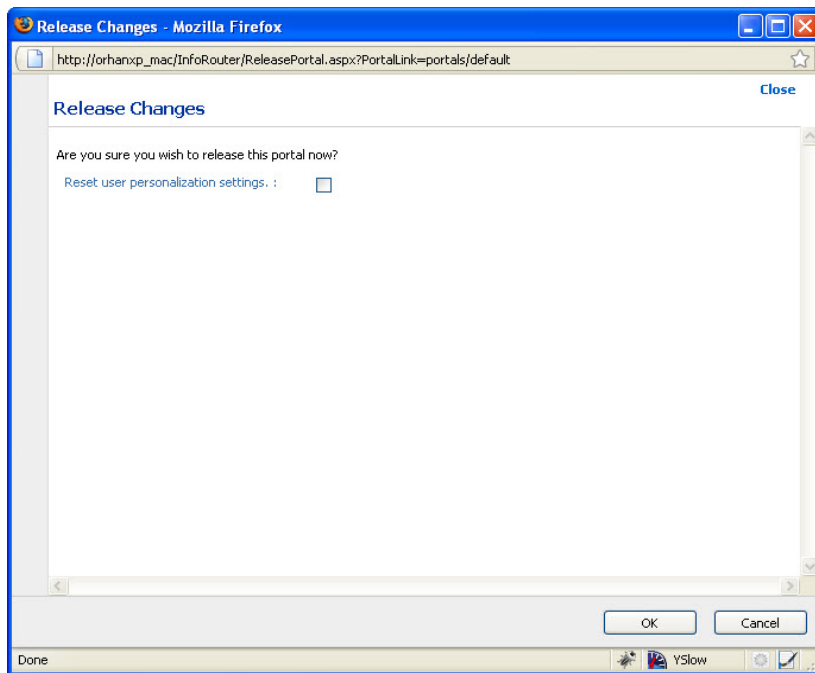 Release Changes - Mozilla Firefox
http://orhanxp_mac/InfoRouter/ReleasePortal.aspx?PortalLink=portals/default
Close
Release Changes
Are you sure you wish to release this portal now?
Reset user personalization settings. :
OK Cancel
Done YSlow